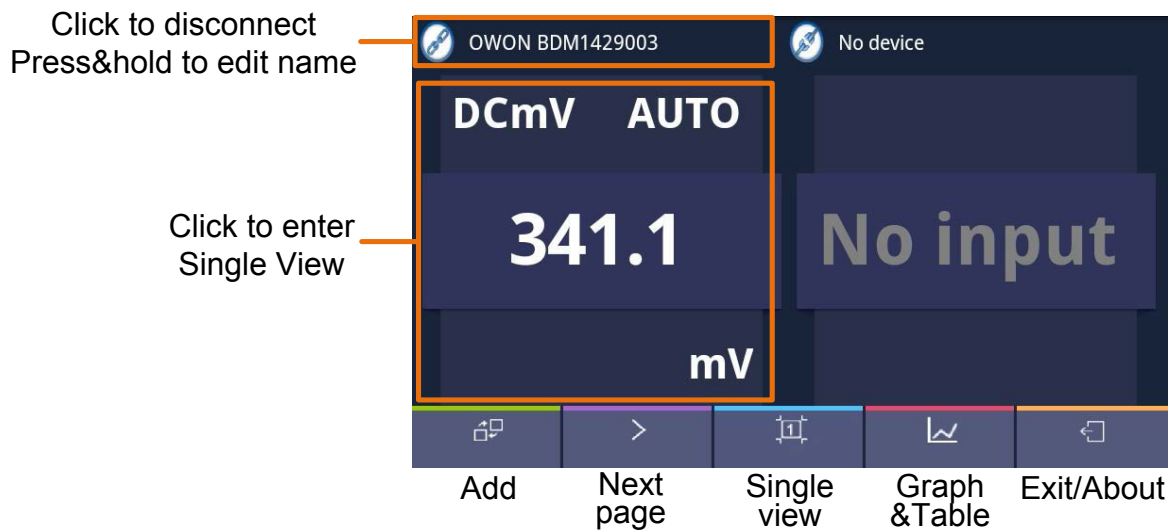 Click to disconnect
Press&hold to edit name
OWON BDM1429003
No device
DCmV AUTO
Click to enter
Single View
341.1
No input
mV
1
Add
Next
page
Single
view
Graph
&Table
Exit/About